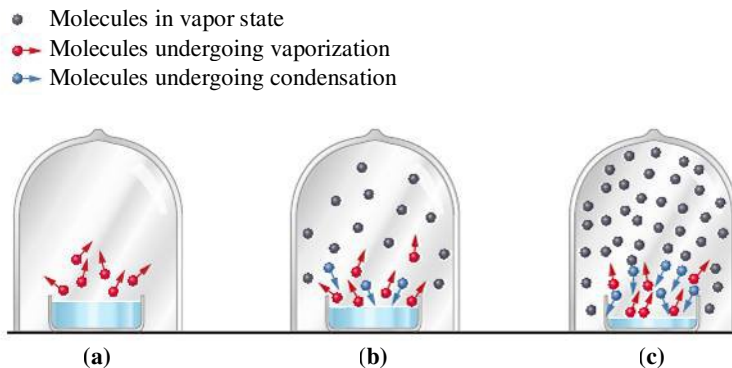 Molecules in vapor state
Molecules undergoing vaporization
Molecules undergoing condensation
(a) (b) (c)